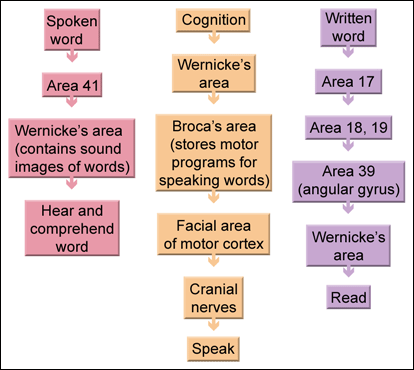 Spoken
word
Area 41
Wernicke's area
(contains sound
images of words)
Hear and
comprehend
word
Cognition
Wernicke's
area
Broca's area
(stores motor
programs for
speaking words)
Facial area
of motor cortex
Cranial
nerves
Speak
Written
word
Area 17
Area 18, 19
Area 39
(angular gyrus)
Wernicke's
area
Read